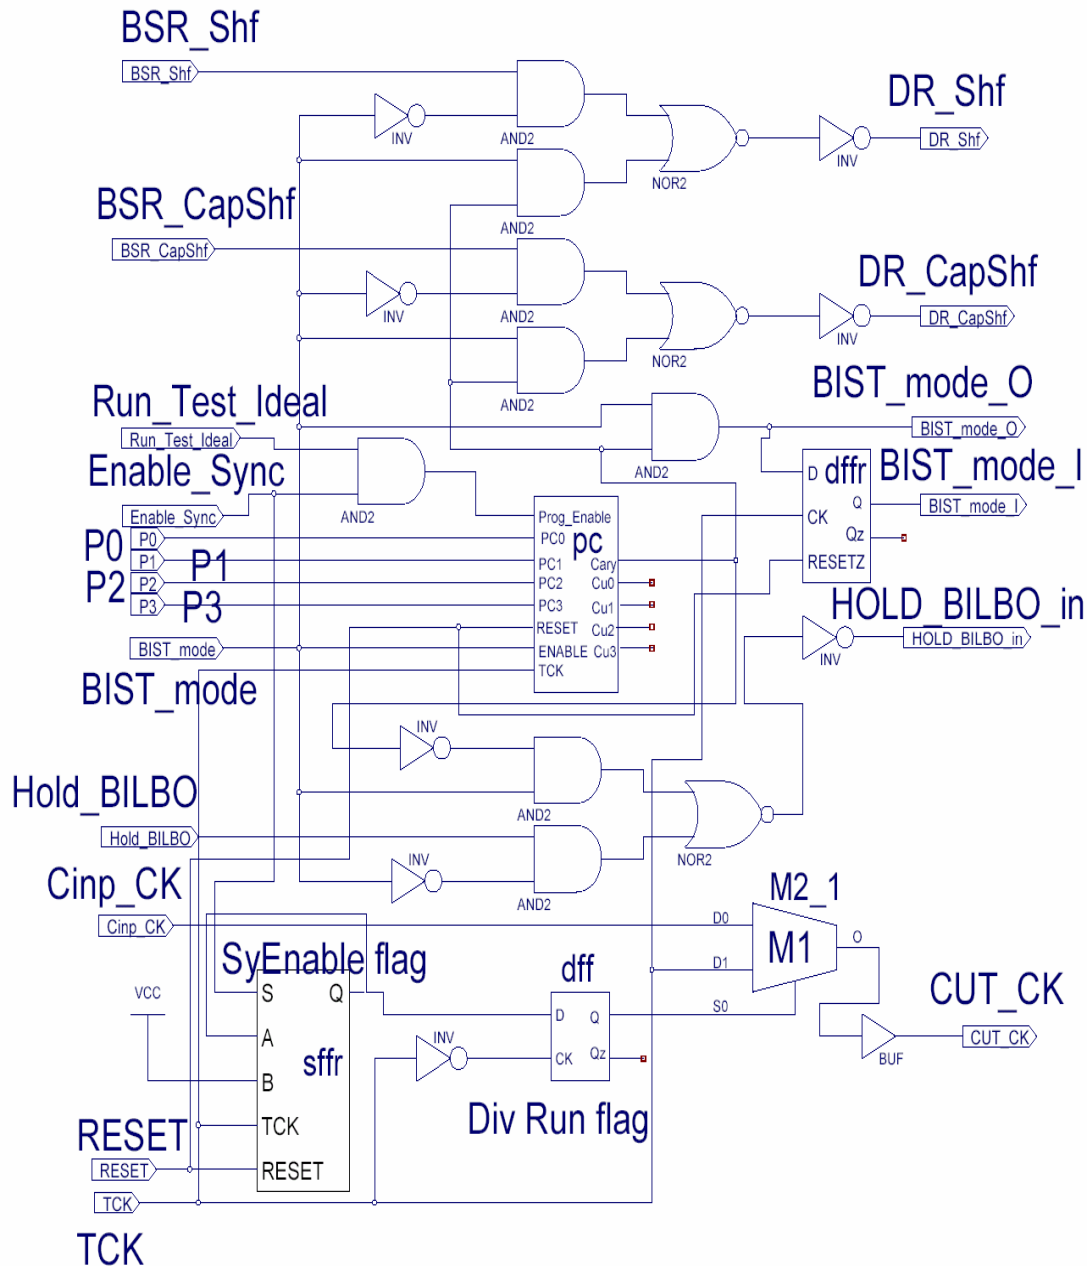 BSR_Shf
BSR_Shf
INV
AND2
NOR2
INV
DR_Shf
DR_Shf
AND2
BSR_CapShf
BSR_CapShf
INV
AND2
NOR2
INV
DR_CapShf
DR_CapShf
AND2
Run_Test_Ideal
Run_Test_Ideal
AND2
BIST_mode_O
BIST_mode_O
Enable_Sync
Enable_Sync
AND2
D dffr
Q
CK
Qz
RESETZ
BIST_mode_I
BIST_mode_I
P0
P0
P1
P1
P2
P2
P3
P3
Prog_Enable
PC0 pc
PC1 Cary
PC2 Cu0
PC3 Cu1
RESET Cu2
ENABLE Cu3
TCK
BIST_mode
BIST_mode
HOLD_BILBO_in
HOLD_BILBO_in
INV
INV
AND2
Hold_BILBO
Hold_BILBO
INV
AND2
NOR2
Cinp_CK
Cinp_CK
M2_1
D0
M1
O
D1
S0
SyEnable flag
S Q
A
sffr
B
TCK
RESET
VCC
INV
dff
D Q
CK Qz
Div Run flag
BUF
CUT_CK
CUT_CK
RESET
RESET
TCK
TCK